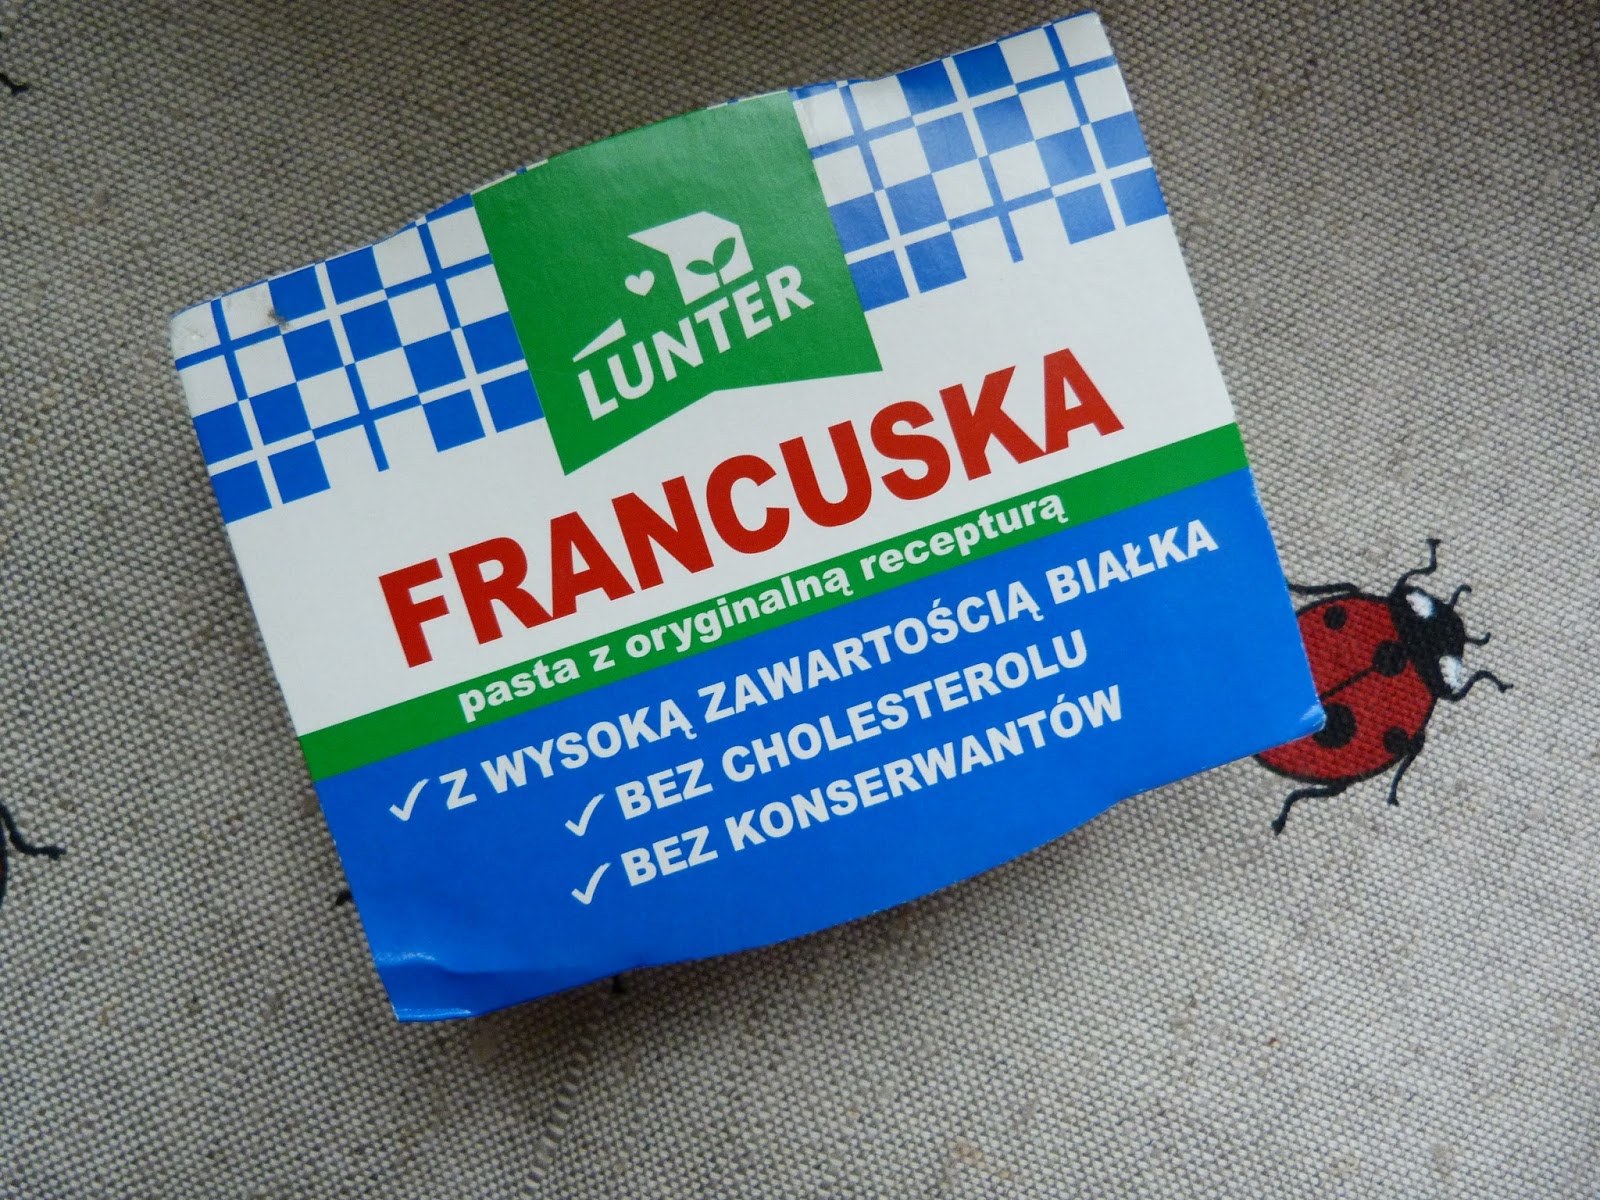 LUNTER
FRANCUSKA
pasta z oryginalną recepturą
✓ Z WYSOKĄ ZAWARTOŚCIĄ BIAŁKA
✓ BEZ CHOLESTEROLU
✓ BEZ KONSERWANTÓW